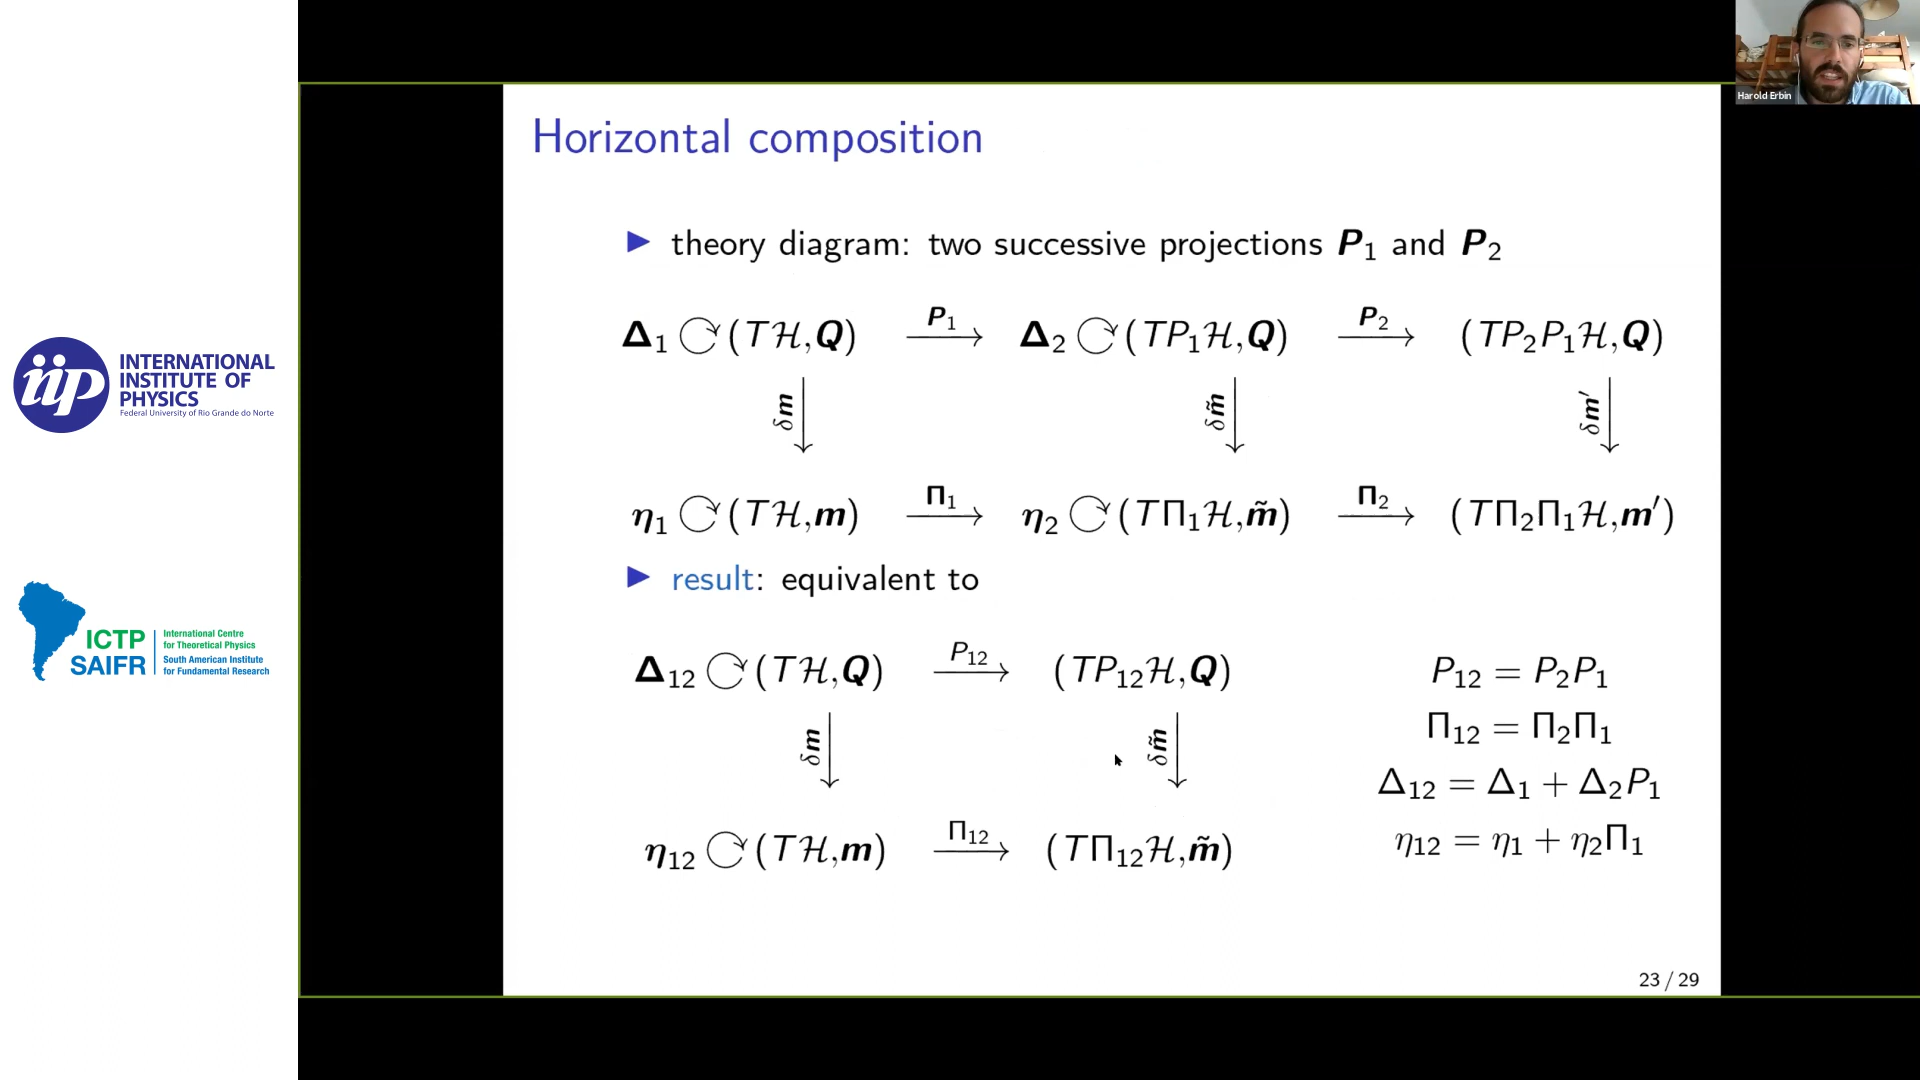 Harold Erbin
Horizontal composition
▶ theory diagram: two successive projections P₁ and P₂
Δ₁ ⟳ (Tℋ,Q) P₁ → Δ₂ ⟳ (TP₁ℋ,Q) P₂ → (TP₂P₁ℋ,Q)
δm ↓ δm̃ ↓ δm′ ↓
η₁ ⟳ (Tℋ,m) Π₁ → η₂ ⟳ (TΠ₁ℋ,m̃) Π₂ → (TΠ₂Π₁ℋ,m′)
▶ result: equivalent to
Δ₁₂ ⟳ (Tℋ,Q) P₁₂ → (TP₁₂ℋ,Q)
δm ↓ δm̃ ↓
η₁₂ ⟳ (Tℋ,m) Π₁₂ → (TΠ₁₂ℋ,m̃)
P₁₂ = P₂P₁
Π₁₂ = Π₂Π₁
Δ₁₂ = Δ₁ + Δ₂P₁
η₁₂ = η₁ + η₂Π₁
23 / 29
iip
INTERNATIONAL
INSTITUTE OF
PHYSICS
Federal University of Rio Grande do Norte
ICTP
SAIFR
International Centre
for Theoretical Physics
South American Institute
for Fundamental Research